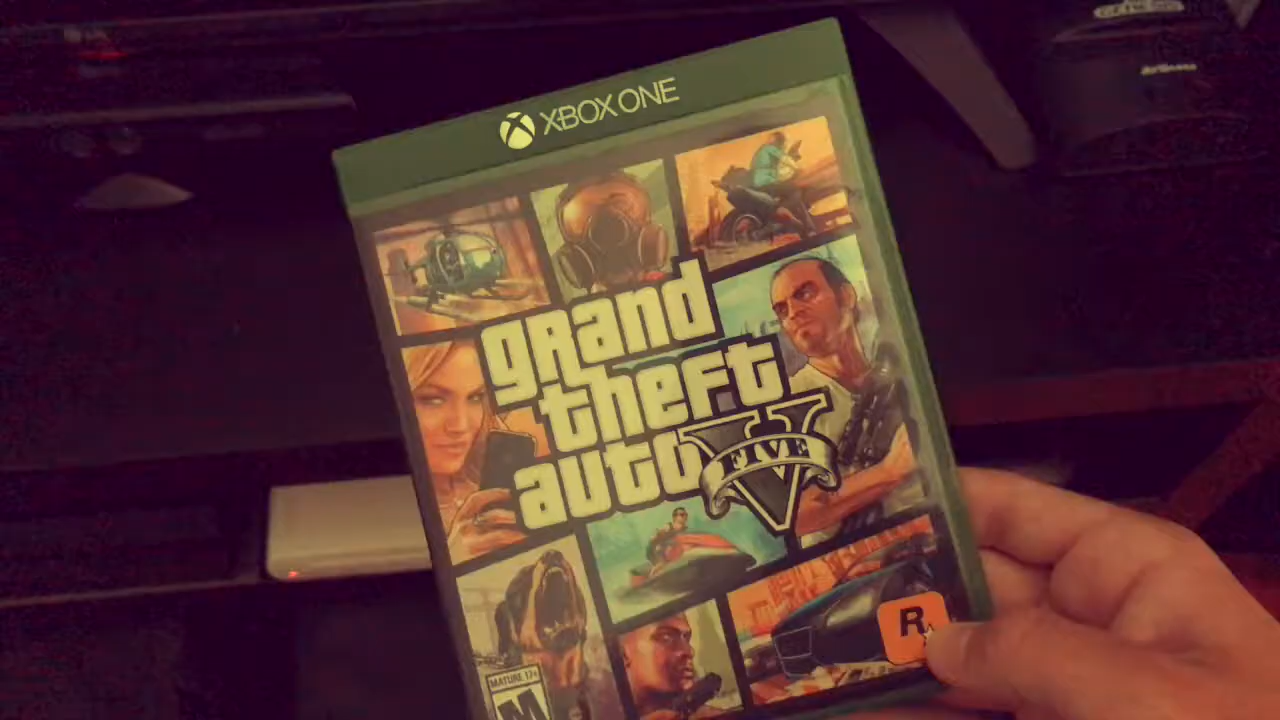 XBOX ONE
grand
theft
auto V
FIVE
R
MATURE 17+
M